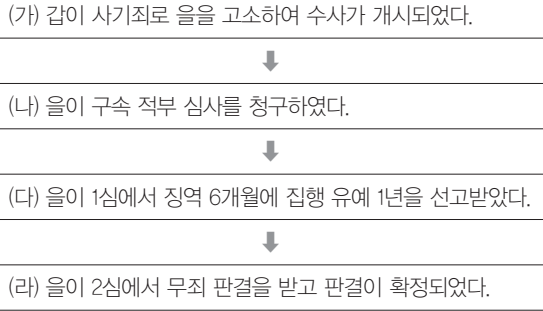 (가) 갑이 사기죄로 을을 고소하여 수사가 개시되었다.
(나) 을이 구속 적부 심사를 청구하였다.
(다) 을이 1심에서 징역 6개월에 집행 유예 1년을 선고받았다.
(라) 을이 2심에서 무죄 판결을 받고 판결이 확정되었다.